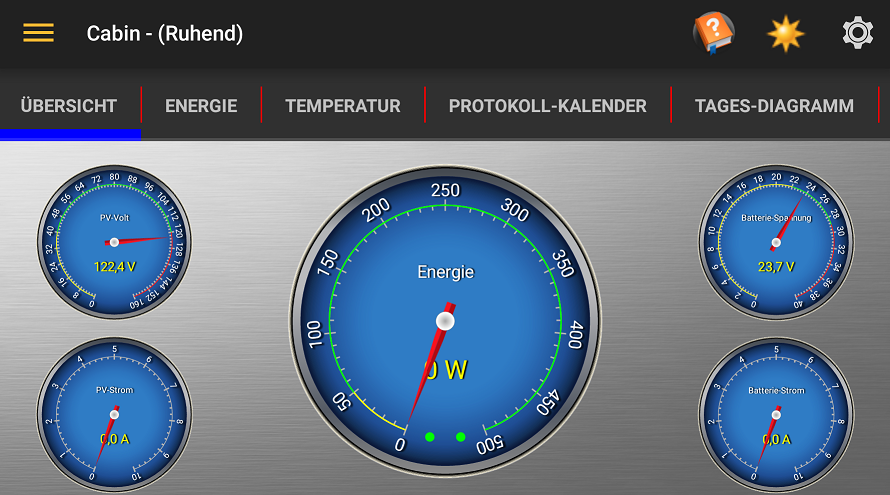 Cabin - (Ruhend)
?
ÜBERSICHT
ENERGIE
TEMPERATUR
PROTOKOLL-KALENDER
TAGES-DIAGRAMM
0 8 16 24 32 40 48 56 64 72 80 88 96 104 112 120 128 136 144 152 160
PV-Volt
122,4 V
0 50 100 150 200 250 300 350 400 450 500
Energie
0 W
0 2 4 6 8 10 12 14 16 18 20 22 24 26 28 30 32 34 36 38 40
Batterie-Spannung
23,7 V
0 1 2 3 4 5 6 7 8 9 10
PV-Strom
0,0 A
0 1 2 3 4 5 6 7 8 9 10
Batterie-Strom
0,0 A